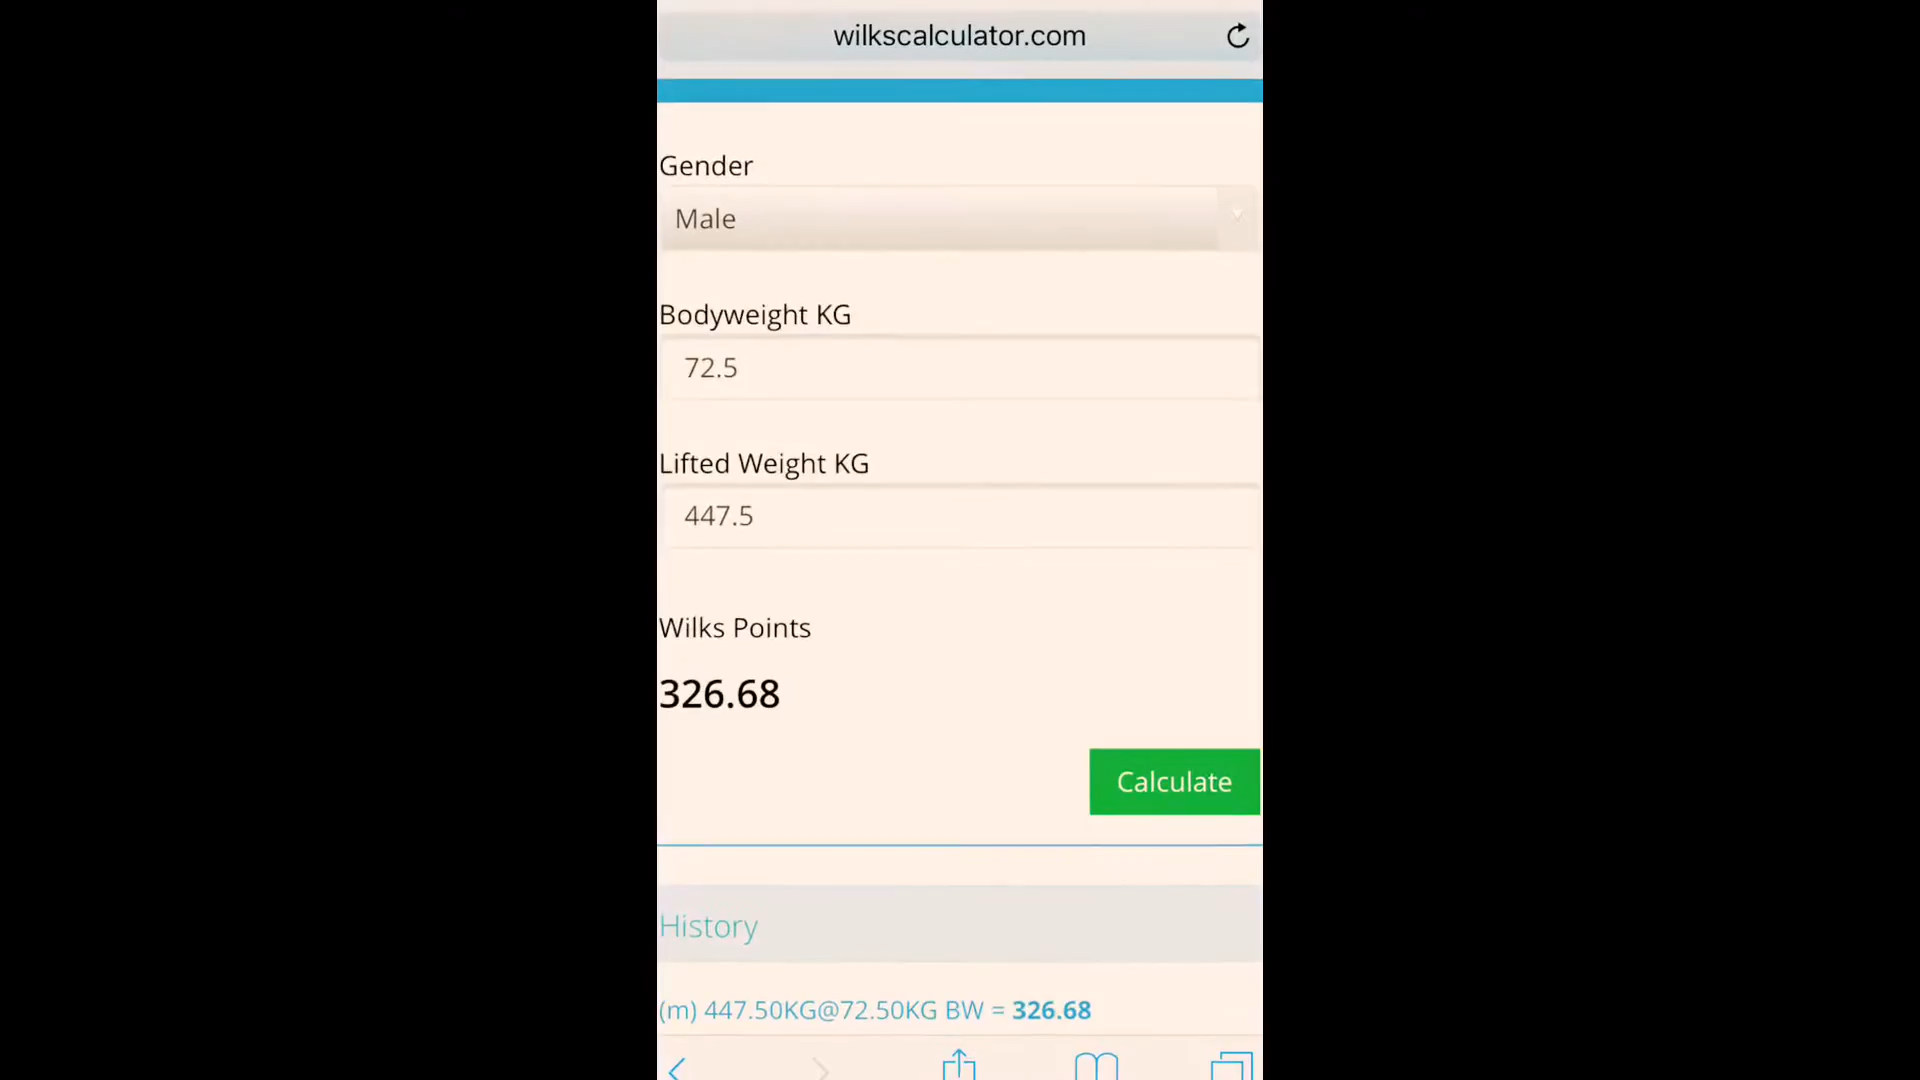 wilkscalculator.com
Gender
Male
Bodyweight KG
72.5
Lifted Weight KG
447.5
Wilks Points
326.68
Calculate
History
(m) 447.50KG@72.50KG BW = 326.68